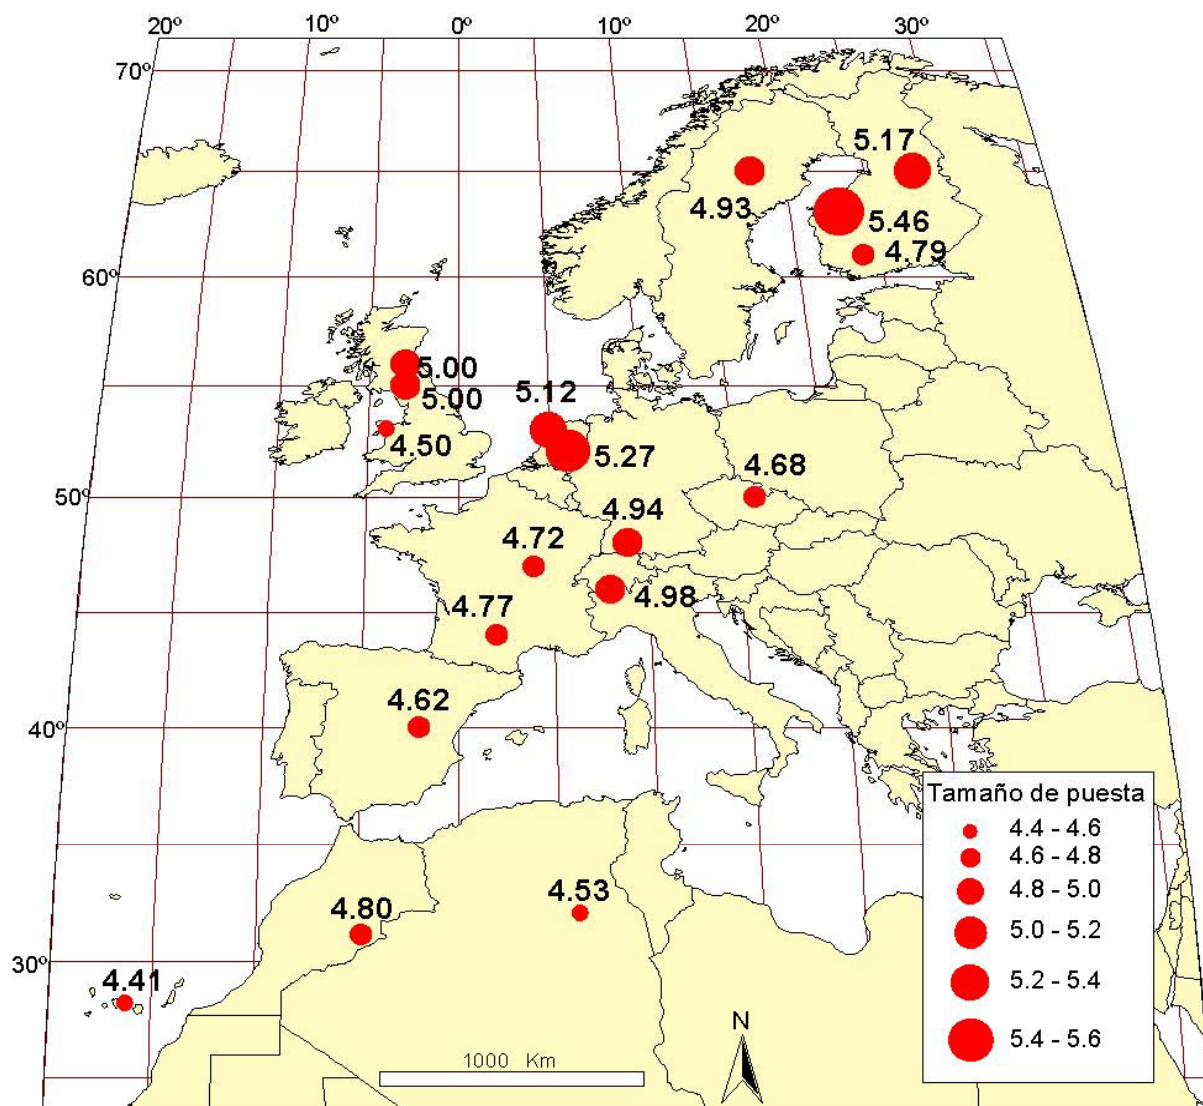 20º 10º 0º 10º 20º 30º
70º
5.17
4.93
5.46
4.79
60º
5.00
5.00
5.12
4.50
5.27
4.68
50º
4.94
4.72
4.98
4.77
4.62
40º
Tamaño de puesta
4.4 - 4.6
4.6 - 4.8
4.8 - 5.0
5.0 - 5.2
5.2 - 5.4
5.4 - 5.6
4.53
4.80
30º
4.41
N
1000 Km